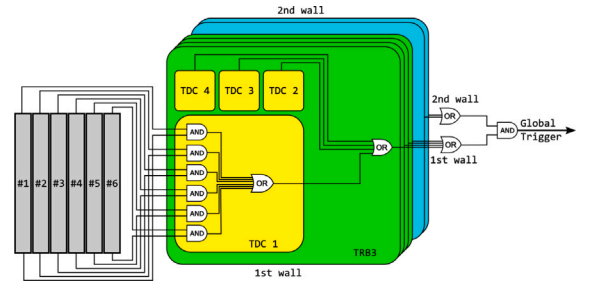 2nd wall
TDC 4 TDC 3 TDC 2
AND
AND
AND
AND
AND
AND
OR
TDC 1
OR
TRB3
1st wall
#1 #2 #3 #4 #5 #6
2nd wall
OR
OR
1st wall
AND
Global
Trigger